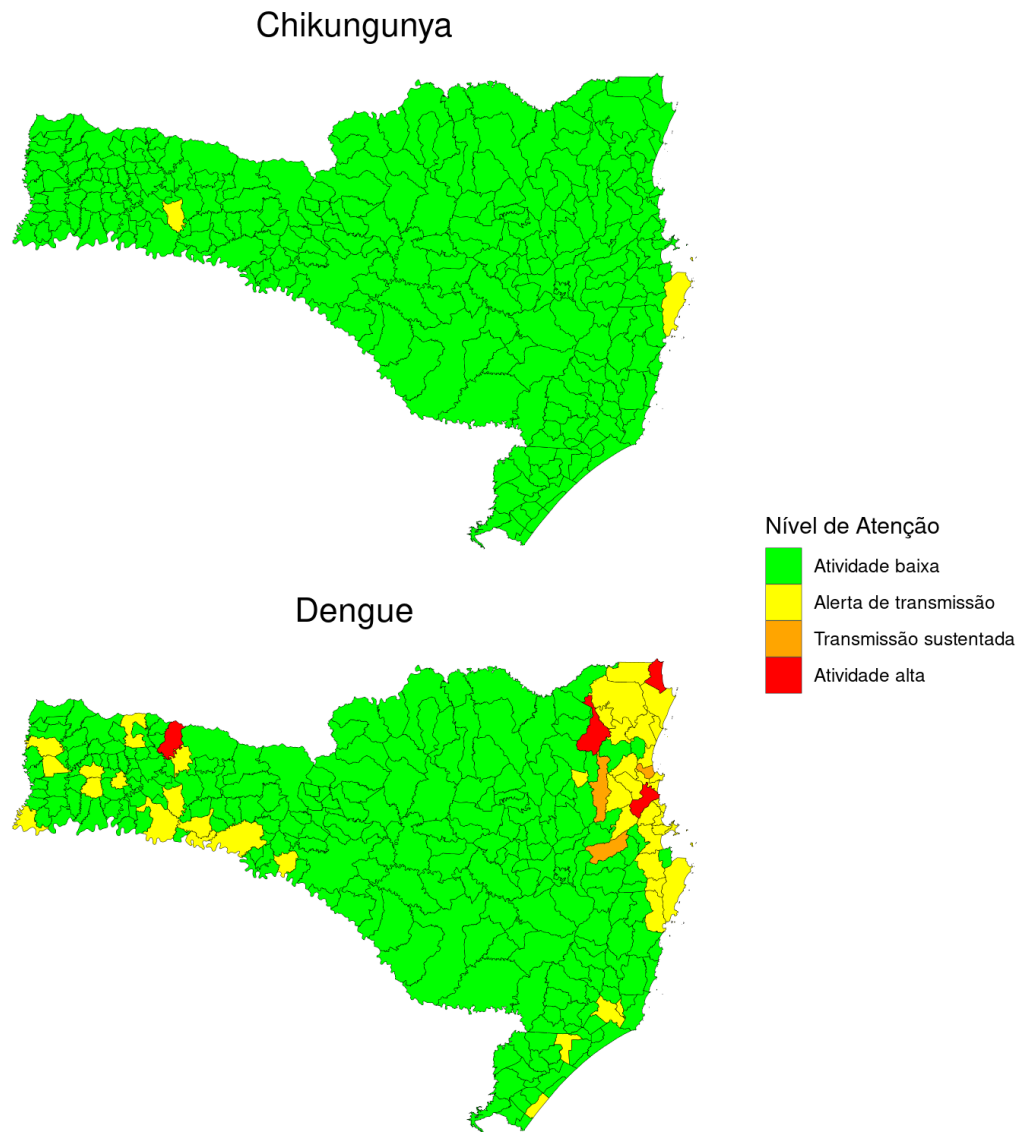 Chikungunya
Nível de Atenção
Atividade baixa
Alerta de transmissão
Transmissão sustentada
Atividade alta
Dengue